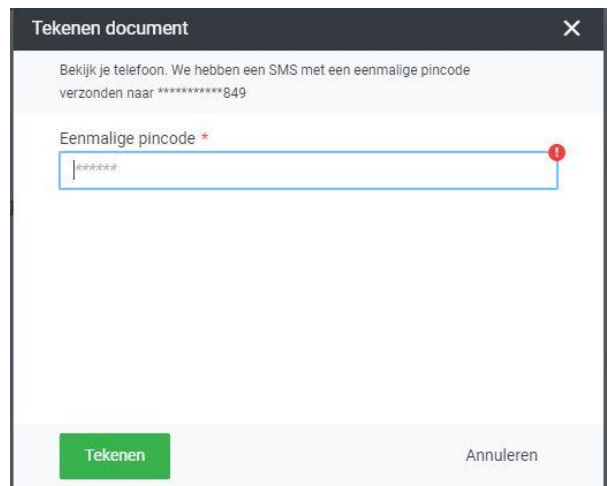 Tekenen document
Bekijk je telefoon. We hebben een SMS met een eenmalige pincode
verzonden naar ***********849
Eenmalige pincode *
******
Tekenen
Annuleren